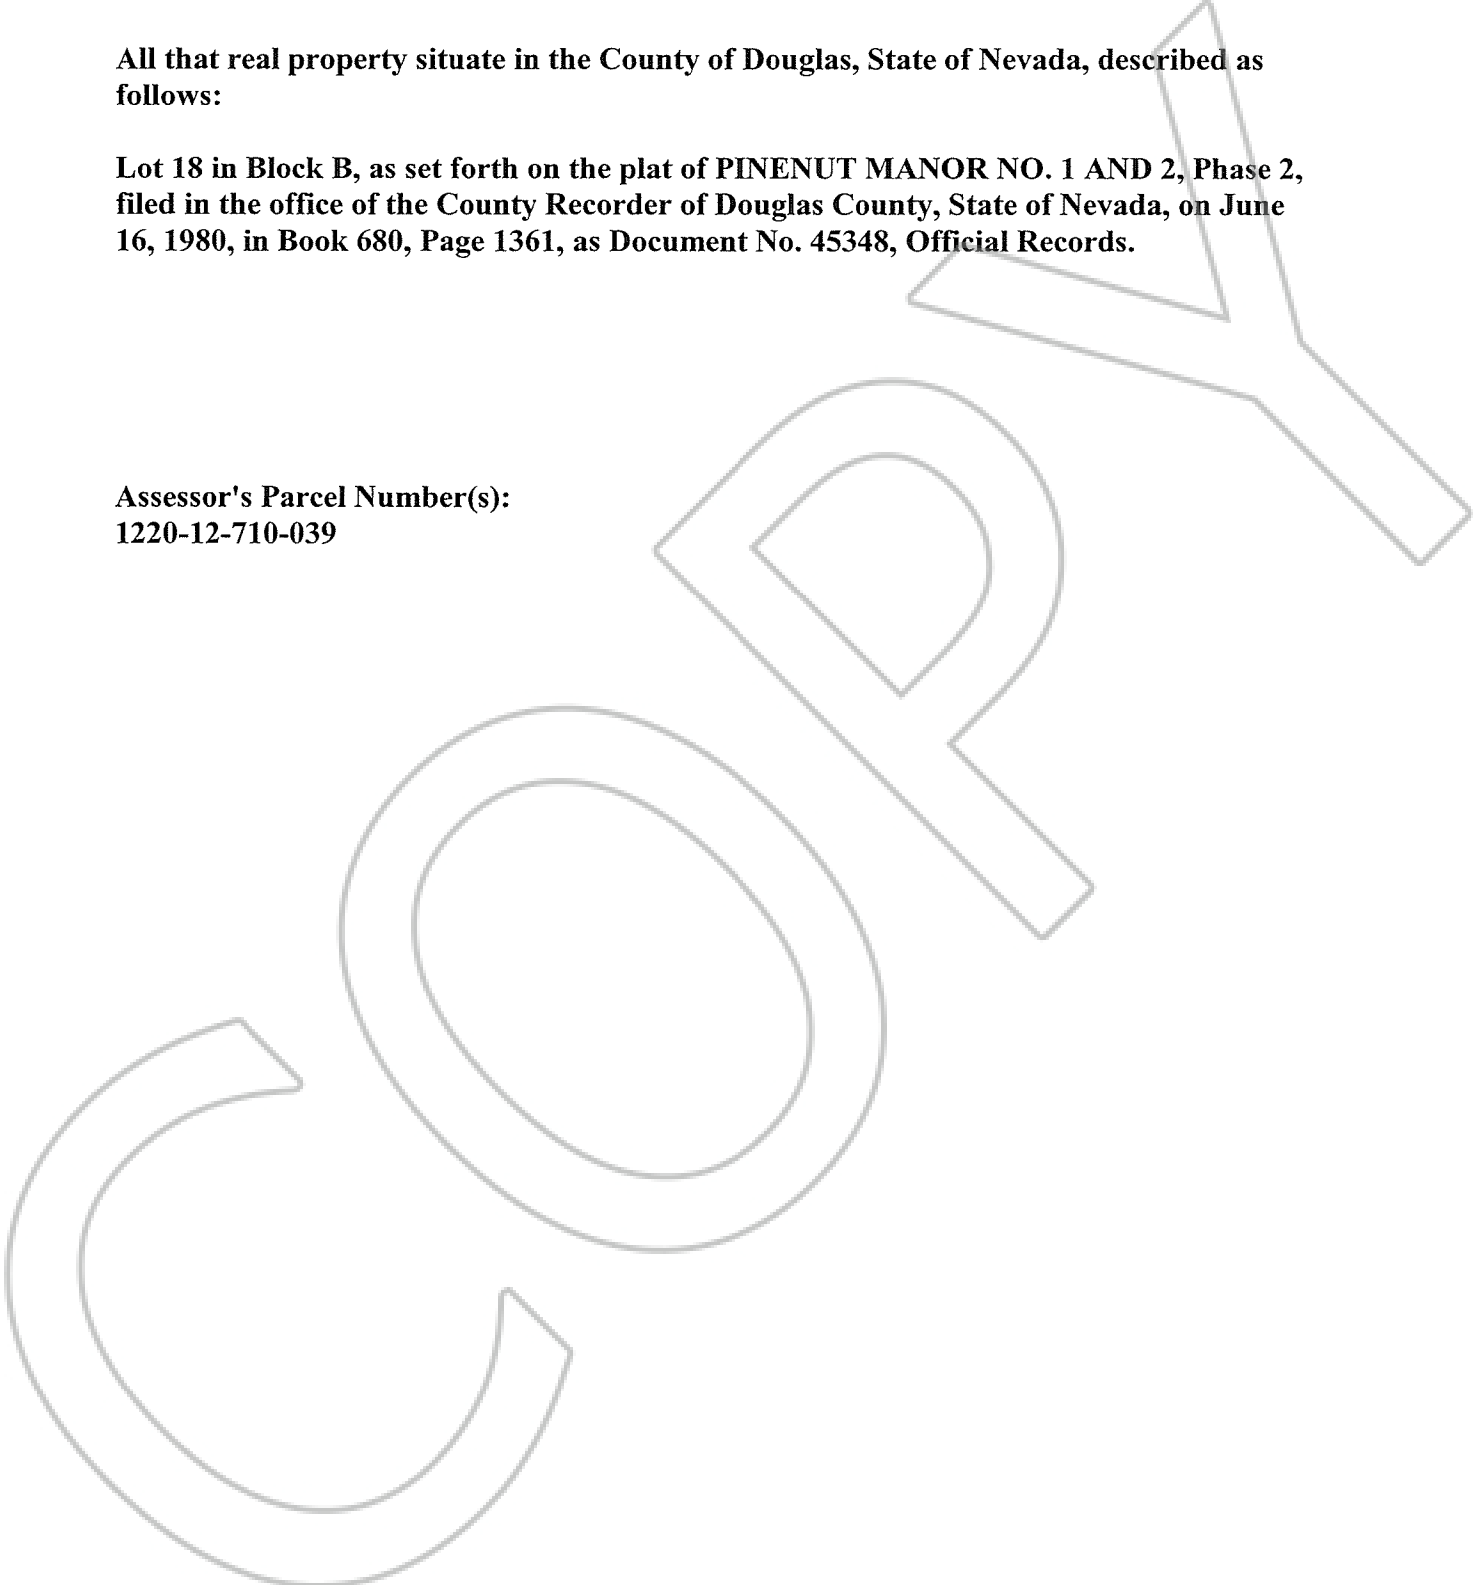 All that real property situate in the County of Douglas, State of Nevada, described as
follows:
Lot 18 in Block B, as set forth on the plat of PINENUT MANOR NO. 1 AND 2, Phase 2,
filed in the office of the County Recorder of Douglas County, State of Nevada, on June
16, 1980, in Book 680, Page 1361, as Document No. 45348, Official Records.
Assessor's Parcel Number(s):
1220-12-710-039
COPY